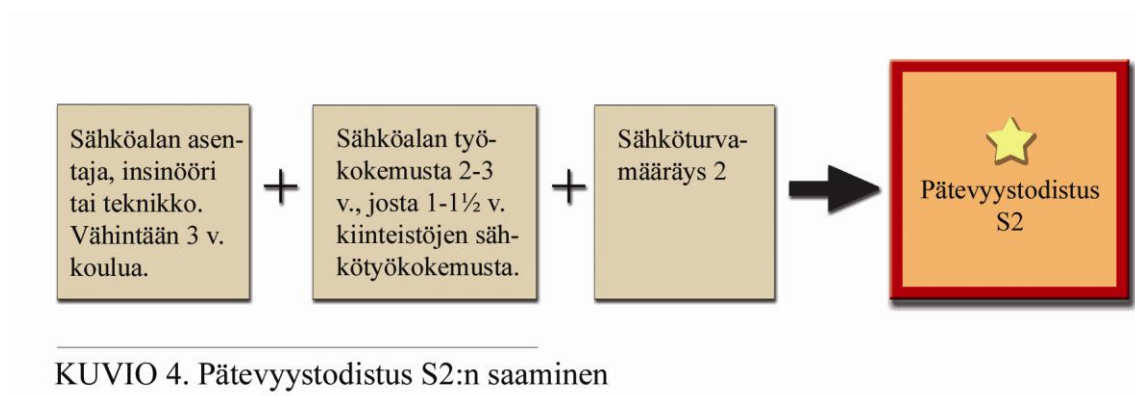 Sähköalan asen-
taja, insinööri
tai teknikko.
Vähintään 3 v.
koulua.
+
Sähköalan työ-
kokemusta 2-3
v., josta 1-1½ v.
kiinteistöjen säh-
kötyökokemusta.
+
Sähköturva-
määräys 2
Pätevyystodistus
S2
KUVIO 4. Pätevyystodistus S2:n saaminen